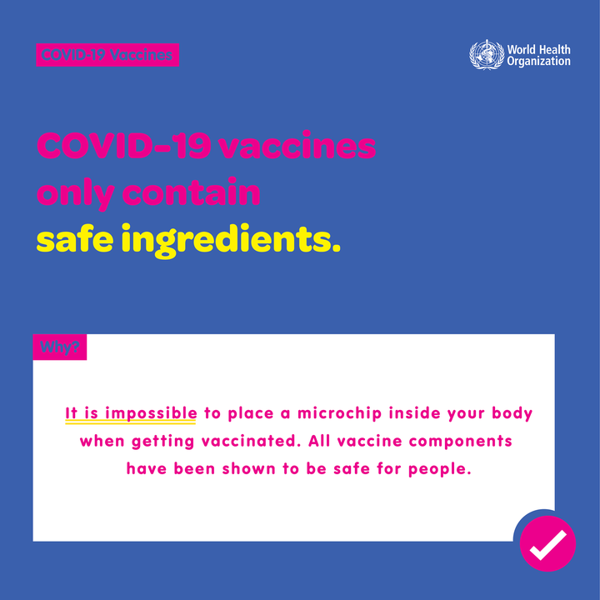 COVID-19 Vaccines
World Health
Organization
COVID-19 vaccines
only contain
safe ingredients.
Why?
It is impossible to place a microchip inside your body
when getting vaccinated. All vaccine components
have been shown to be safe for people.